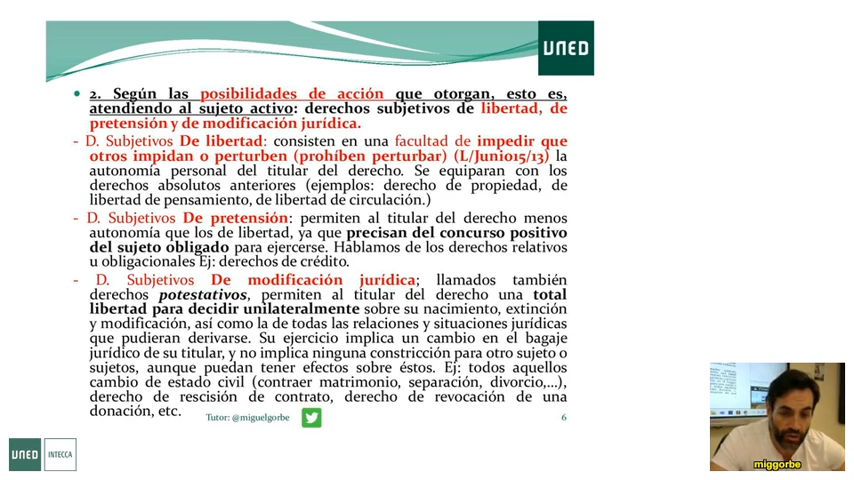 UNED
• 2. Según las posibilidades de acción que otorgan, esto es,
atendiendo al sujeto activo: derechos subjetivos de libertad, de
pretensión y de modificación jurídica.
- D. Subjetivos De libertad: consisten en una facultad de impedir que
otros impidan o perturben (prohíben perturbar) (L/Junio15/13) la
autonomía personal del titular del derecho. Se equiparan con los
derechos absolutos anteriores (ejemplos: derecho de propiedad, de
libertad de pensamiento, de libertad de circulación.)
- D. Subjetivos De pretensión: permiten al titular del derecho menos
autonomía que los de libertad, ya que precisan del concurso positivo
del sujeto obligado para ejercerse. Hablamos de los derechos relativos
u obligacionales Ej: derechos de crédito.
- D. Subjetivos De modificación jurídica; llamados también
derechos potestativos, permiten al titular del derecho una total
libertad para decidir unilateralmente sobre su nacimiento, extinción
y modificación, así como la de todas las relaciones y situaciones jurídicas
que pudieran derivarse. Su ejercicio implica un cambio en el bagaje
jurídico de su titular, y no implica ninguna constricción para otro sujeto o
sujetos, aunque puedan tener efectos sobre éstos. Ej: todos aquellos
cambio de estado civil (contraer matrimonio, separación, divorcio,...),
derecho de rescisión de contrato, derecho de revocación de una
donación, etc.
Tutor: @miguelgorbe
6
UNED INTECCA
miggorbe